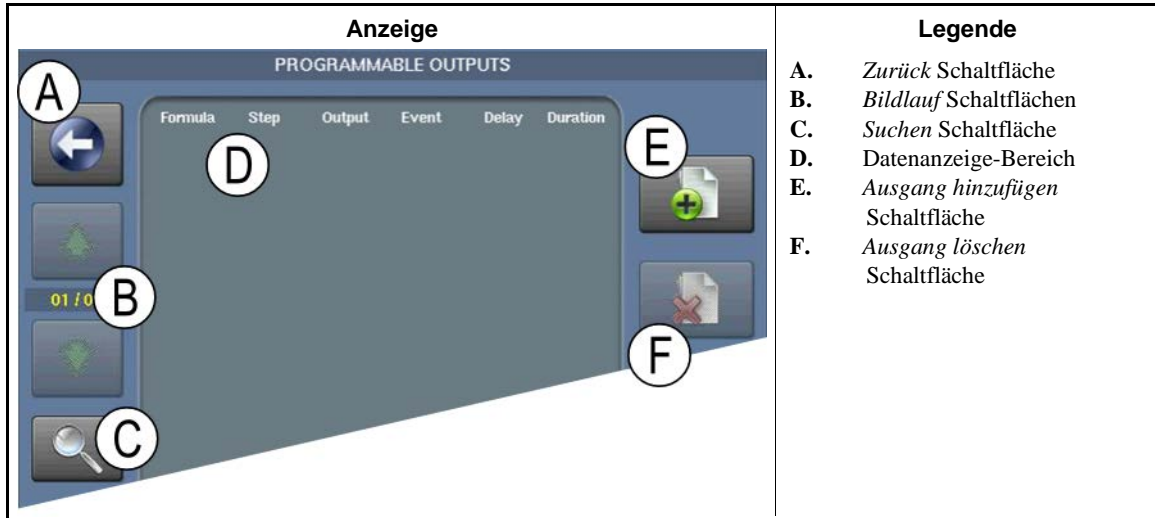 Anzeige
PROGRAMMABLE OUTPUTS
A
Formula Step Output Event Delay Duration
D
E
B
01 / 0
C
F
Legende
A. Zurück Schaltfläche
B. Bildlauf Schaltflächen
C. Suchen Schaltfläche
D. Datenanzeige-Bereich
E. Ausgang hinzufügen
Schaltfläche
F. Ausgang löschen
Schaltfläche